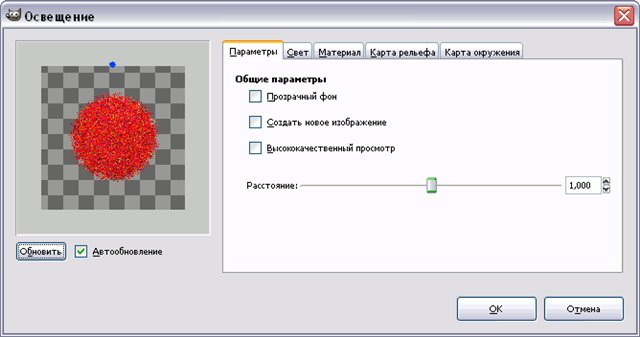 Освещение
Параметры Свет Материал Карта рельефа Карта окружения
Общие параметры
Прозрачный фон
Создать новое изображение
Высококачественный просмотр
Расстояние: 1,000
Обновить Автообновление
OK Отмена